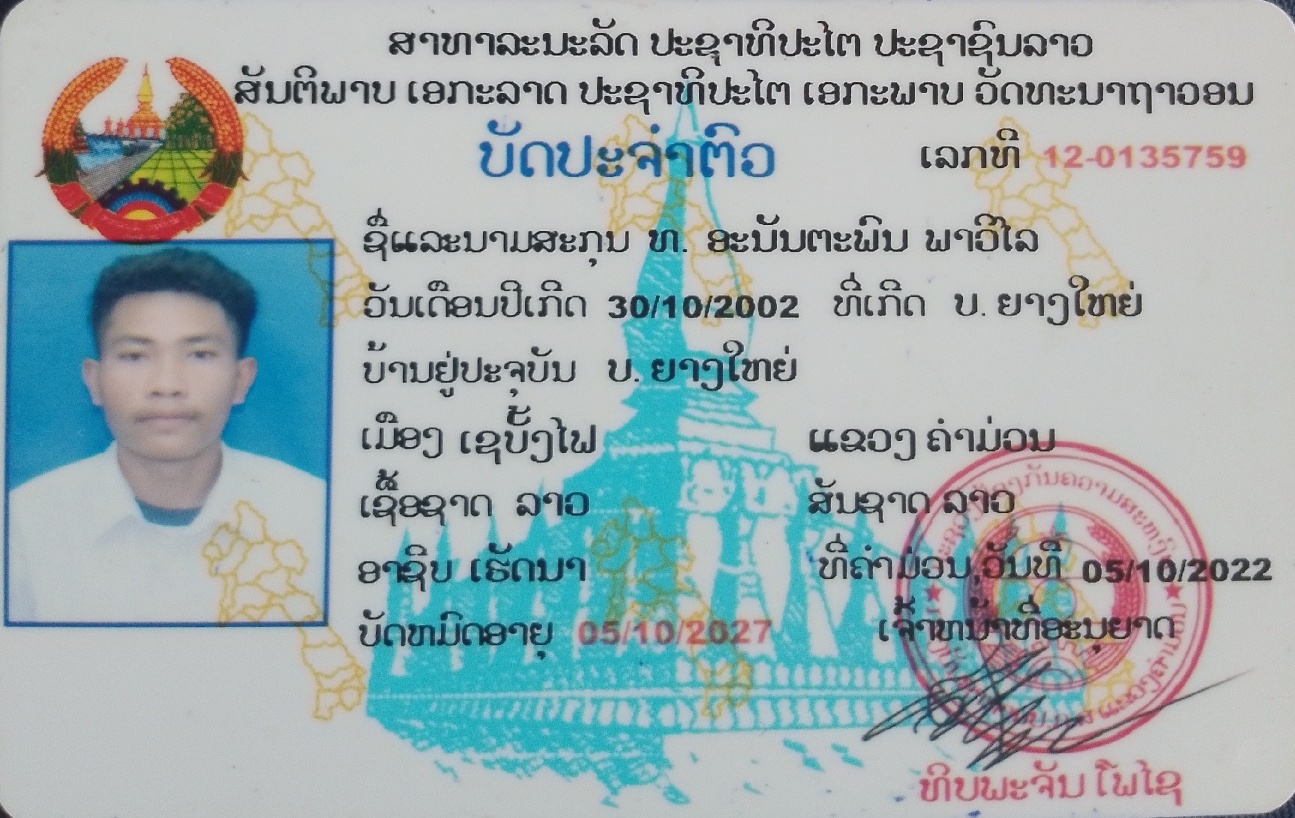 ສາທາລະນະລັດ ປະຊາທິປະໄຕ ປະຊາຊົນລາວ
ສັນຕິພາບ ເອກະລາດ ປະຊາທິປະໄຕ ເອກະພາບ ວັດທະນາຖາວອນ
ບັດປະຈຳຕົວ
ເລກທີ 12-0135759
ຊື່ແລະນາມສະກຸນ ທ. ອະນັນຕະພົນ ພາວິໄລ
ວັນເດືອນປີເກີດ 30/10/2002 ທີ່ເກີດ ບ. ຍາງໃຫຍ່
ບ້ານຢູ່ປະຈຸບັນ ບ. ຍາງໃຫຍ່
ເມືອງ ເຊບັ້ງໄຟ ແຂວງ ຄຳມ່ວນ
ເຊື້ອຊາດ ລາວ ສັນຊາດ ລາວ
ອາຊີບ ເຮັດນາ ທີ່ຄຳມ່ວນ,ວັນທີ 05/10/2022
ບັດຫມົດອາຍຸ 05/10/2027 ເຈົ້າຫນ້າທີ່ອະນຸຍາດ
ທິບພະຈັນ ໂພໄຊ